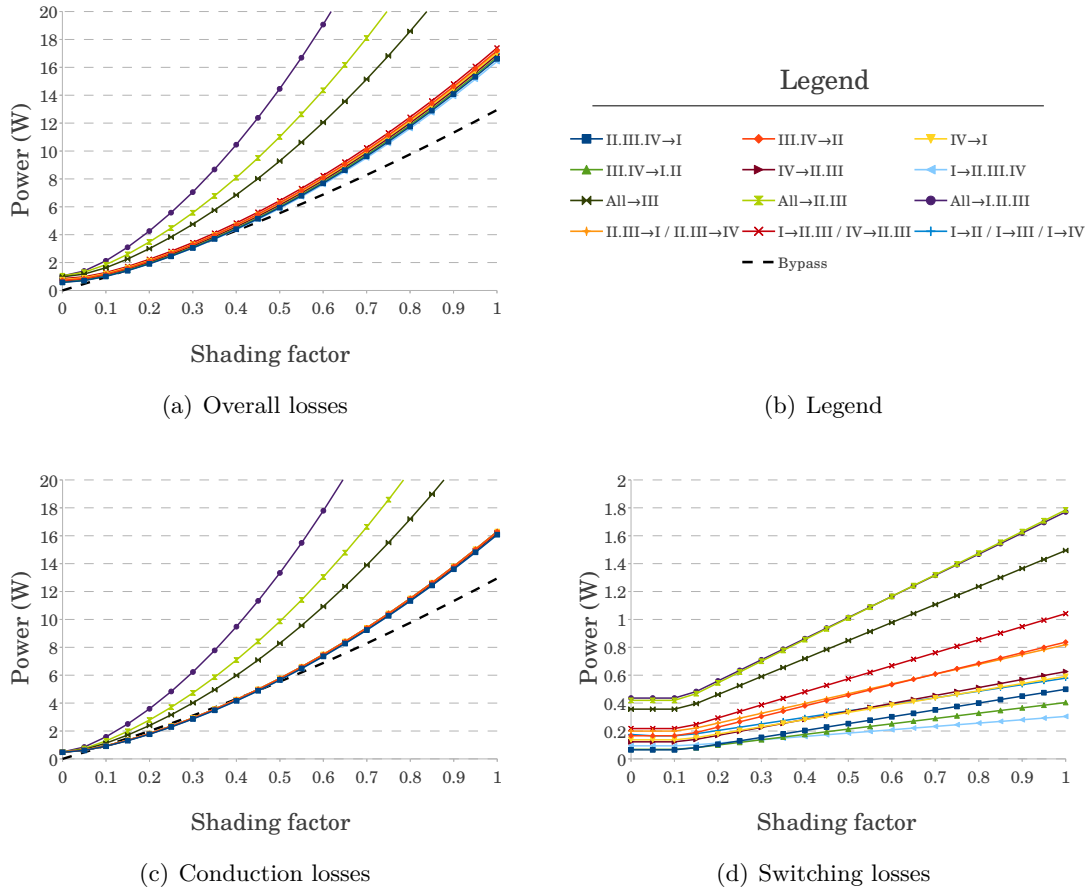 20
18
16
14
12
10
8
6
4
2
0
Power (W)
0 0.1 0.2 0.3 0.4 0.5 0.6 0.7 0.8 0.9 1
Shading factor
(a) Overall losses
Legend
II.III.IV→I III.IV→II IV→I
III.IV→I.II IV→II.III I→II.III.IV
All→III All→II.III All→I.II.III
II.III→I / II.III→IV I→II.III / IV→II.III I→II / I→III / I→IV
Bypass
(b) Legend
20
18
16
14
12
10
8
6
4
2
0
Power (W)
0 0.1 0.2 0.3 0.4 0.5 0.6 0.7 0.8 0.9 1
Shading factor
(c) Conduction losses
2
1.8
1.6
1.4
1.2
1
0.8
0.6
0.4
0.2
0
Power (W)
0 0.1 0.2 0.3 0.4 0.5 0.6 0.7 0.8 0.9 1
Shading factor
(d) Switching losses